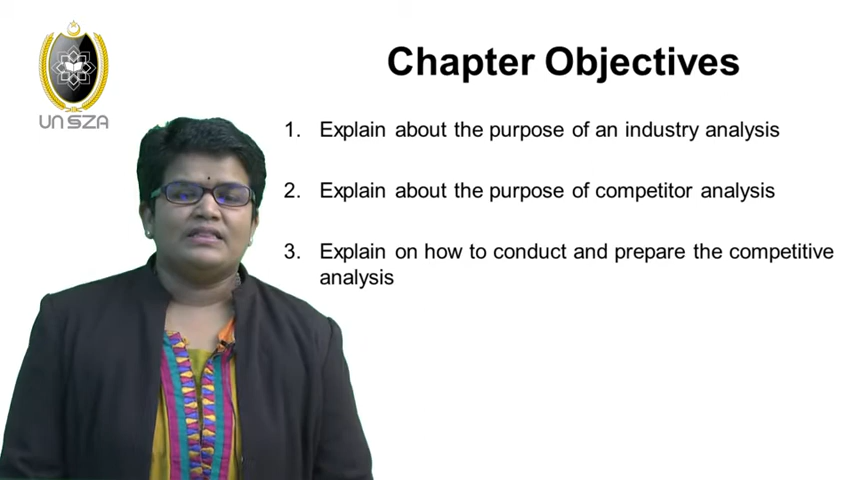 UNSZA
Chapter Objectives
1. Explain about the purpose of an industry analysis
2. Explain about the purpose of competitor analysis
3. Explain on how to conduct and prepare the competitive
analysis